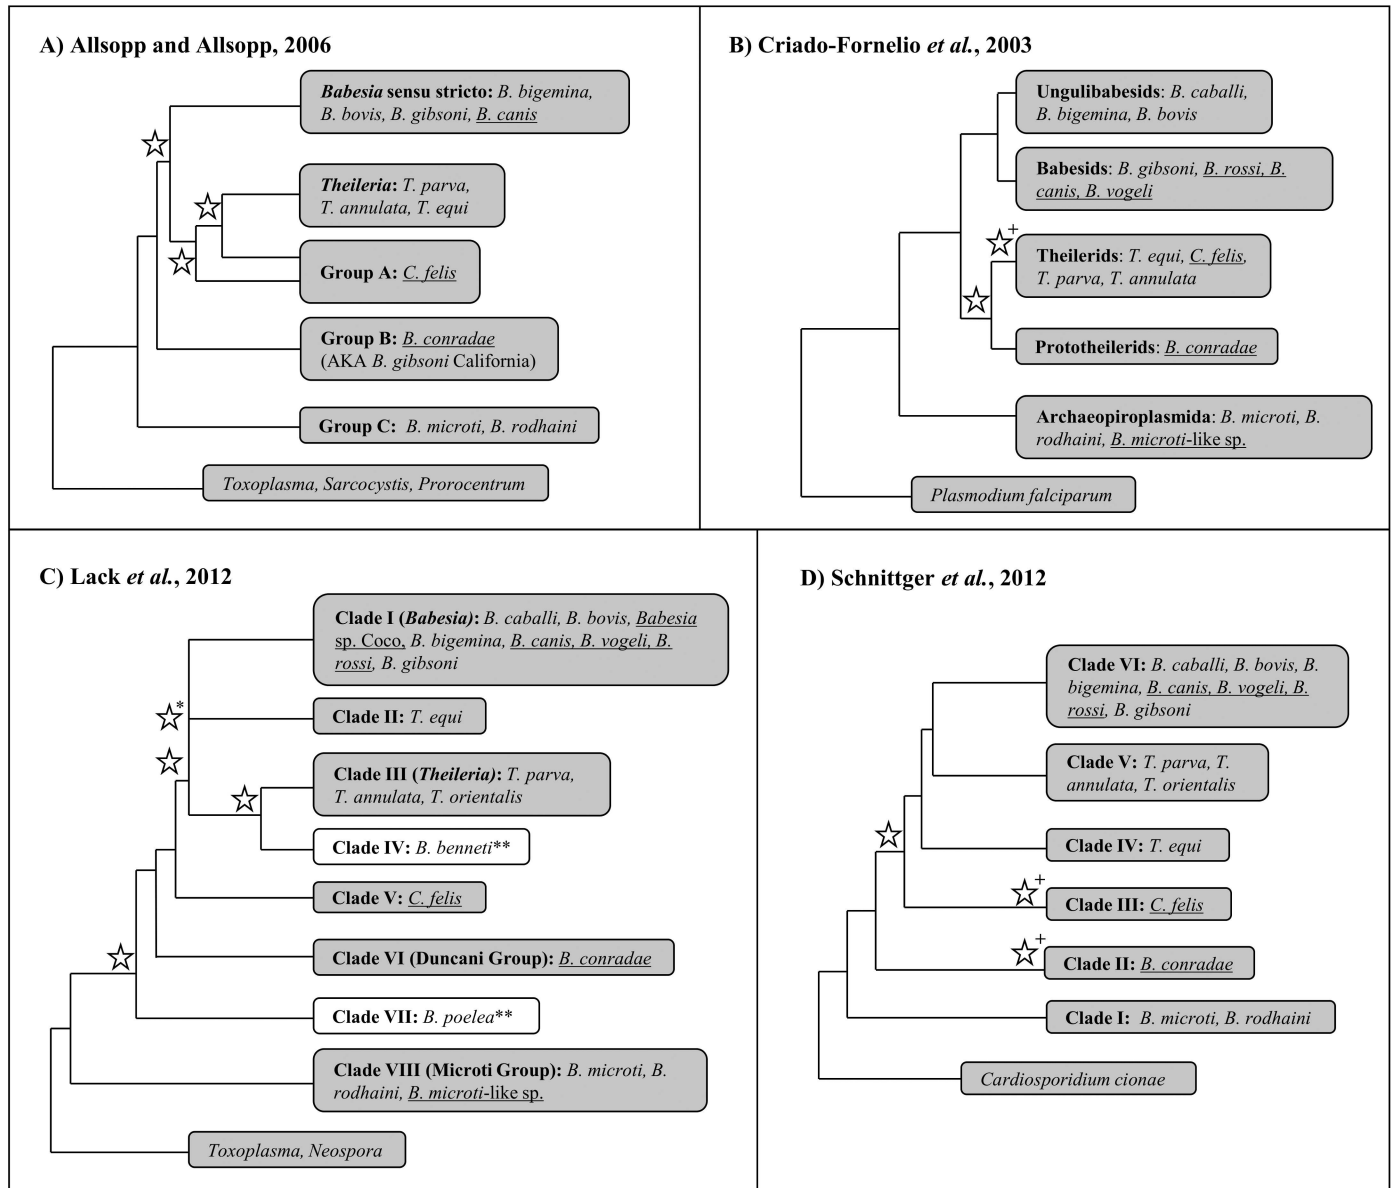 A) Allsopp and Allsopp, 2006
Babesia sensu stricto: B. bigemina,
B. bovis, B. gibsoni, B. canis
Theileria: T. parva,
T. annulata, T. equi
Group A: C. felis
Group B: B. conradae
(AKA B. gibsoni California)
Group C: B. microti, B. rodhaini
Toxoplasma, Sarcocystis, Prorocentrum
B) Criado-Fornelio et al., 2003
Ungulibabesids: B. caballi,
B. bigemina, B. bovis
Babesids: B. gibsoni, B. rossi, B.
canis, B. vogeli
+
Theilerids: T. equi, C. felis,
T. parva, T. annulata
Prototheilerids: B. conradae
Archaeopiroplasmida: B. microti, B.
rodhaini, B. microti-like sp.
Plasmodium falciparum
C) Lack et al., 2012
Clade I (Babesia): B. caballi, B. bovis, Babesia
sp. Coco, B. bigemina, B. canis, B. vogeli, B.
rossi, B. gibsoni
*
Clade II: T. equi
Clade III (Theileria): T. parva,
T. annulata, T. orientalis
Clade IV: B. benneti**
Clade V: C. felis
Clade VI (Duncani Group): B. conradae
Clade VII: B. poelea**
Clade VIII (Microti Group): B. microti, B.
rodhaini, B. microti-like sp.
Toxoplasma, Neospora
D) Schnittger et al., 2012
Clade VI: B. caballi, B. bovis, B.
bigemina, B. canis, B. vogeli, B.
rossi, B. gibsoni
Clade V: T. parva, T.
annulata, T. orientalis
Clade IV: T. equi
+
Clade III: C. felis
+
Clade II: B. conradae
Clade I: B. microti, B. rodhaini
Cardiosporidium cionae